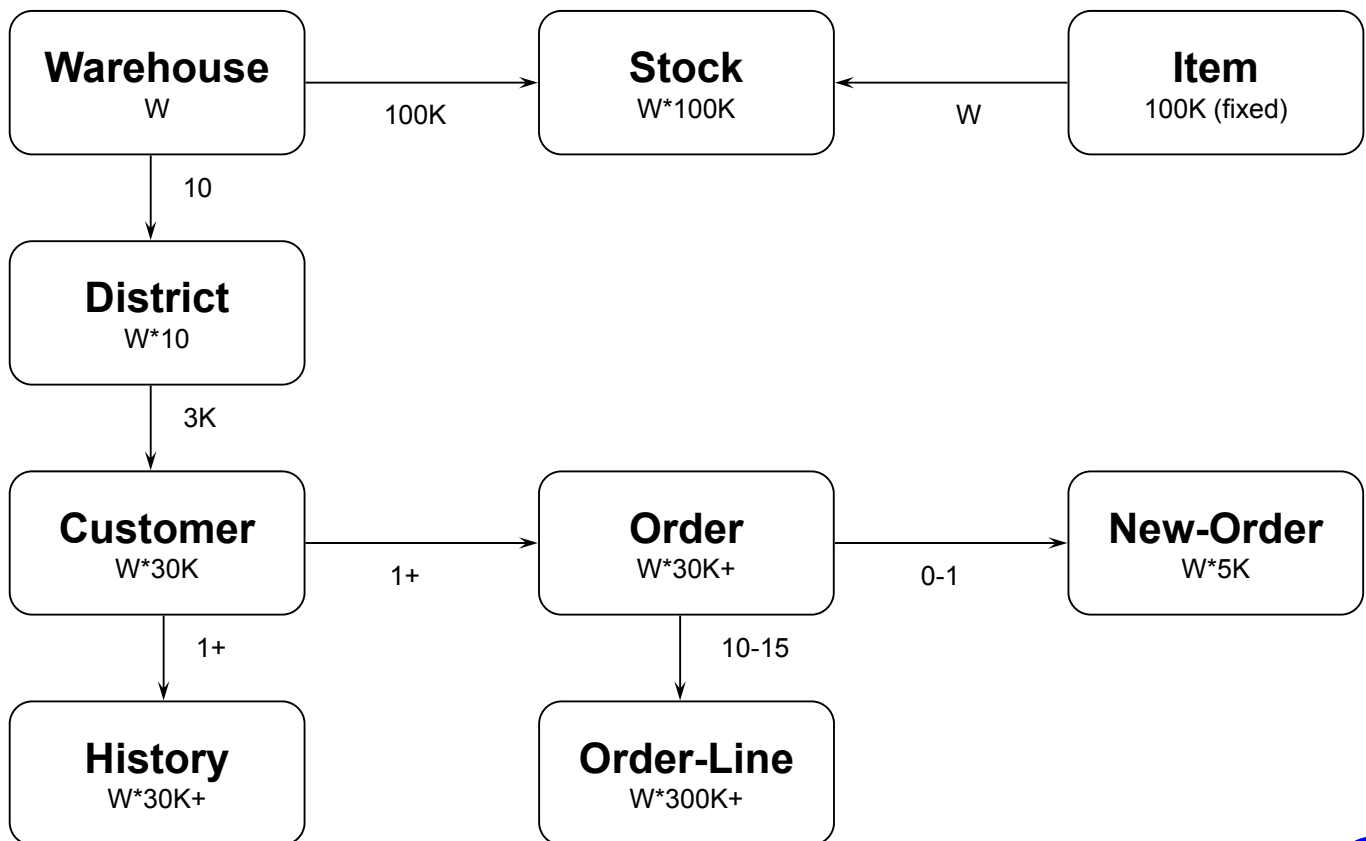 Warehouse
W
100K
Stock
W*100K
W
Item
100K (fixed)
10
District
W*10
3K
Customer
W*30K
1+
Order
W*30K+
0-1
New-Order
W*5K
1+
10-15
History
W*30K+
Order-Line
W*300K+